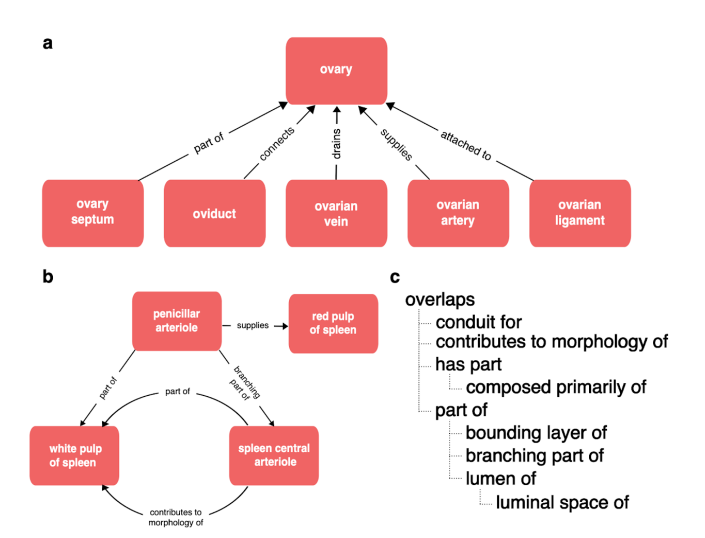 a
ovary
part of
connects
drains
supplies
attached to
ovary
septum
oviduct
ovarian
vein
ovarian
artery
ovarian
ligament
b
penicillar
arteriole
supplies
red pulp
of spleen
part of
branching
part of
part of
white pulp
of spleen
spleen central
arteriole
contributes to
morphology of
c
overlaps
conduit for
contributes to morphology of
has part
composed primarily of
part of
bounding layer of
branching part of
lumen of
luminal space of